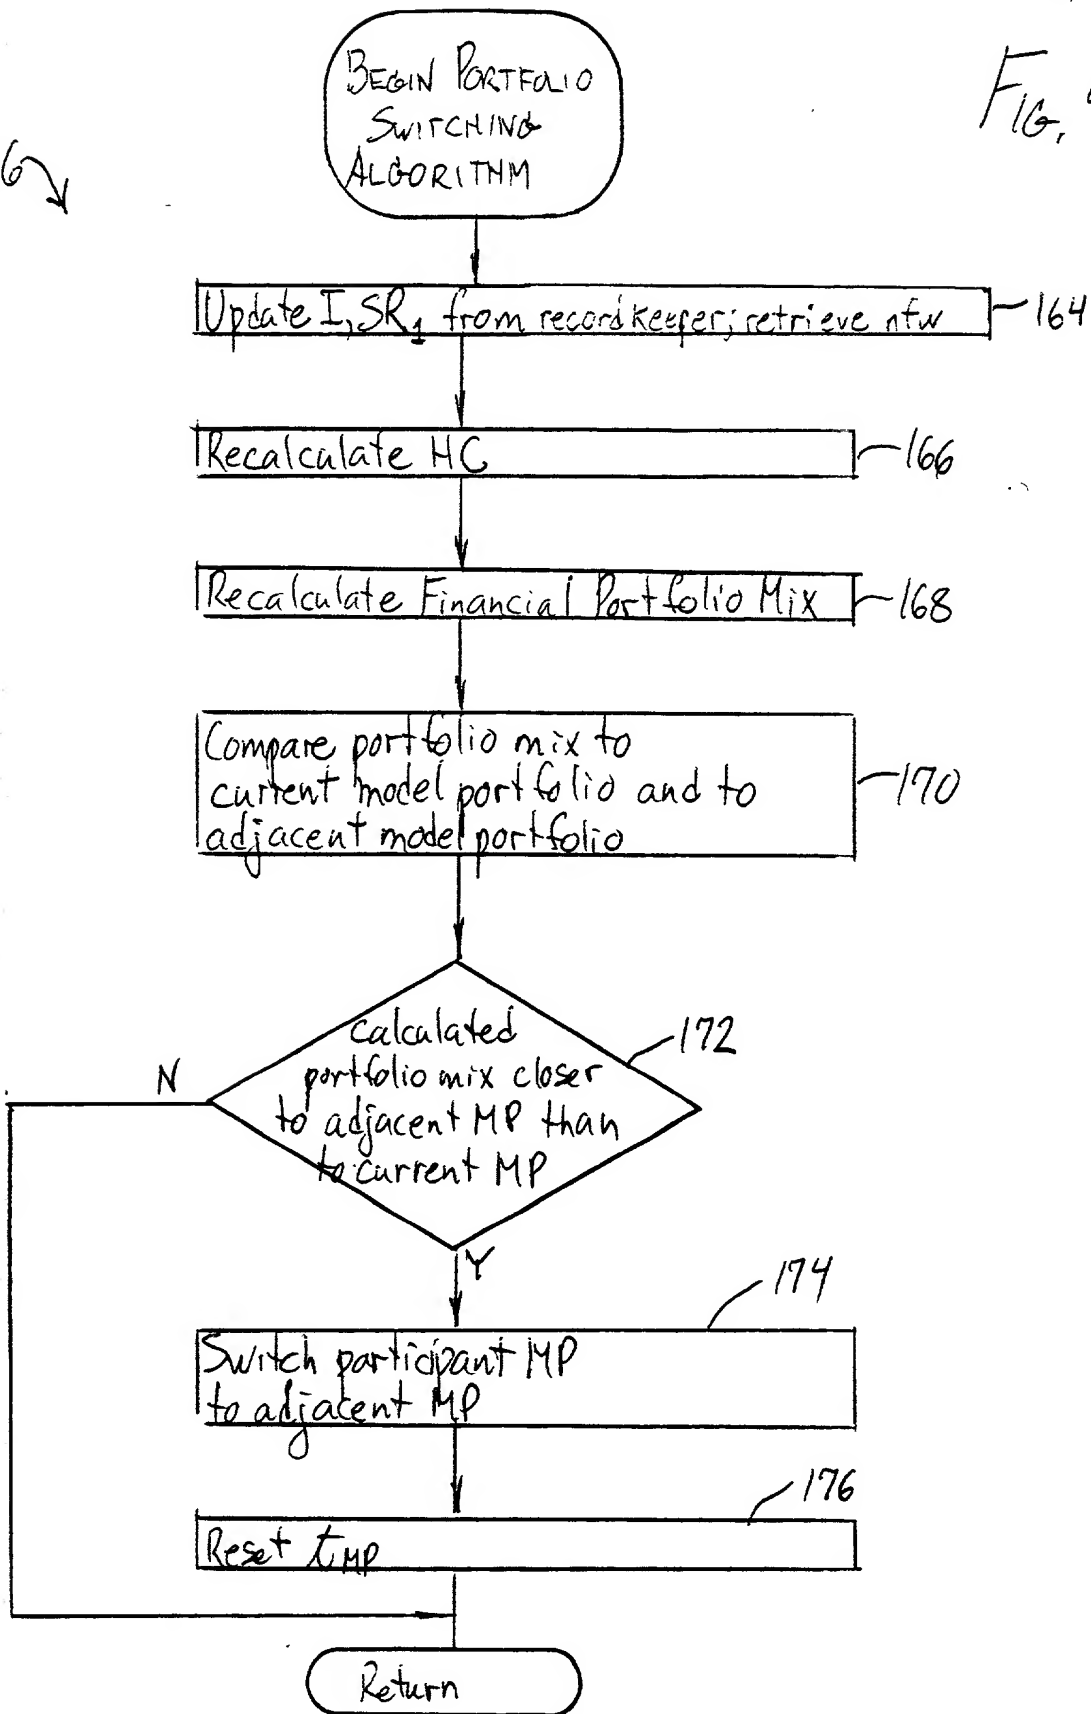 BEGIN PORTFOLIO
SWITCHING
ALGORITHM
FIG.
6
Update I, SR1 from recordkeeper; retrieve nfw
164
Recalculate HC
166
Recalculate Financial Portfolio Mix
168
Compare portfolio mix to
current model portfolio and to
adjacent model portfolio
170
calculated
portfolio mix closer
to adjacent MP than
to current MP
172
N
Y
174
Switch participant MP
to adjacent MP
176
Reset tMP
Return